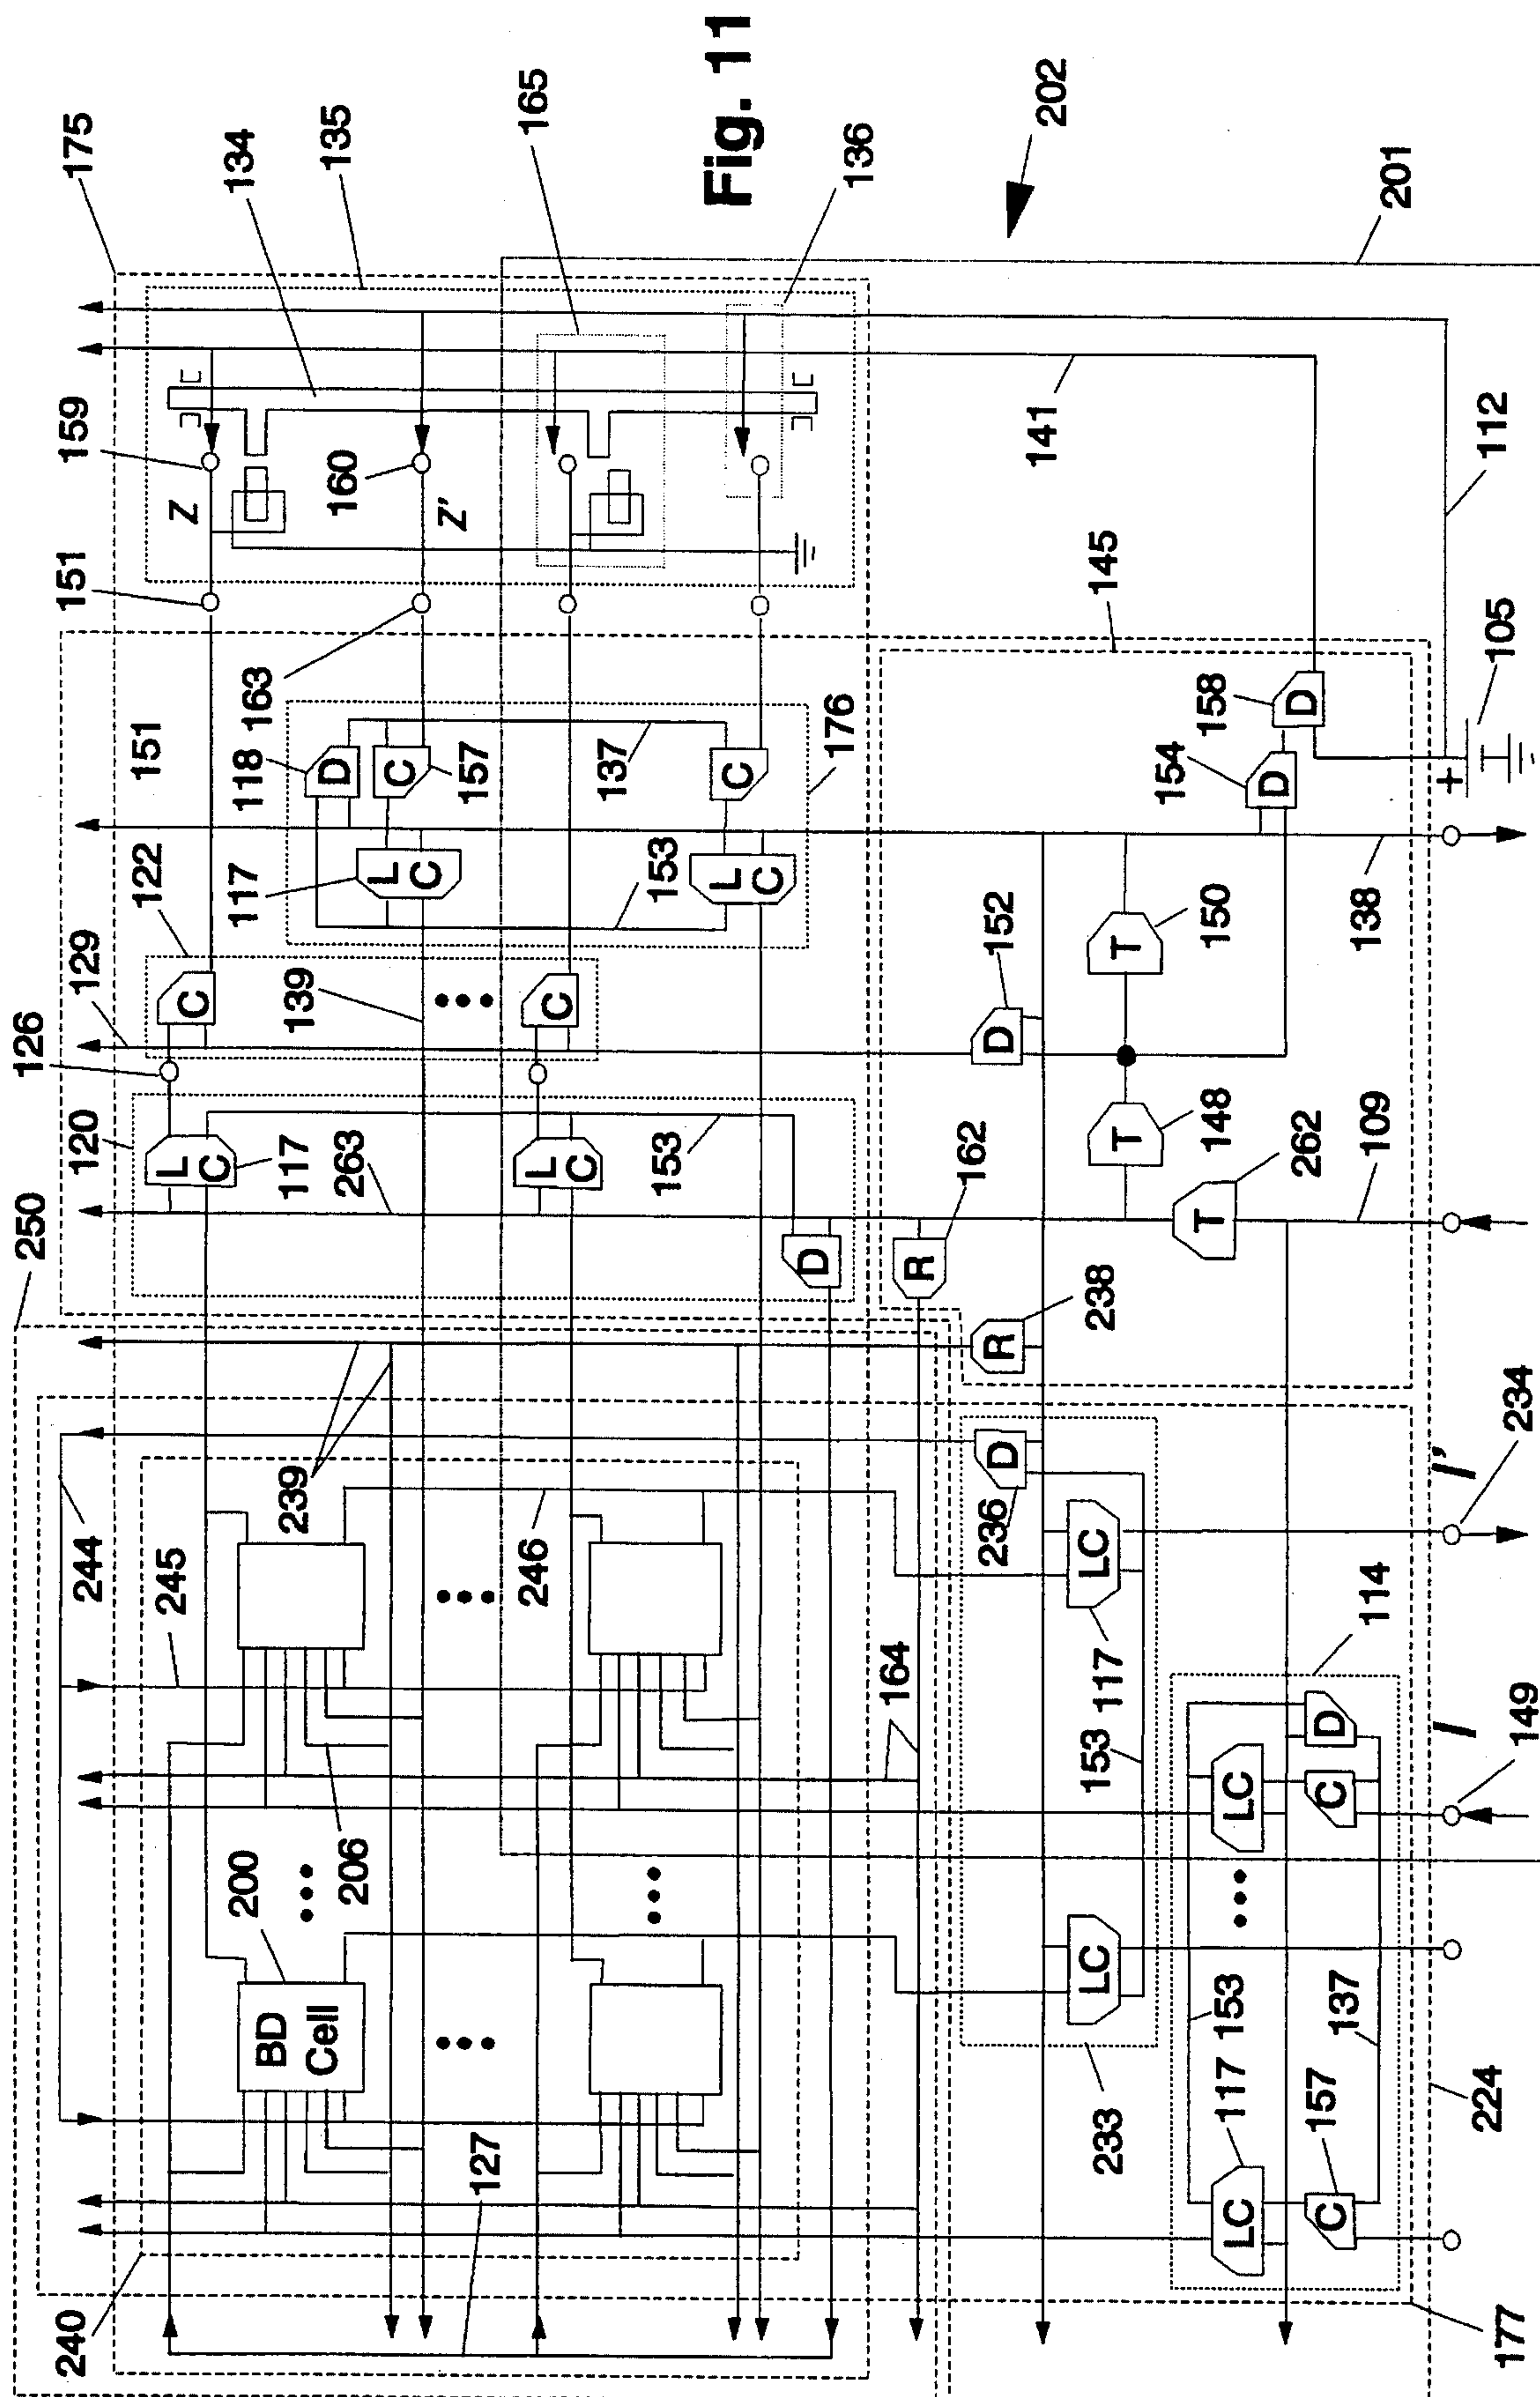 Fig. 11
175
134
135
165
136
202
201
159
Z
160
Z'
141
112
151
163
151
118
D
C
157
137
176
145
105
+
158
D
154
D
122
117
L
C
153
L
C
C
129
C
139
C
152
D
T
150
138
126
120
L
C
117
263
L
C
153
162
T
148
262
T
109
250
D
R
238
R
244
245
239
246
D
236
LC
117
153
I'
234
114
164
D
LC
C
I
149
206
200
BD
Cell
LC
153
137
233
117
LC
157
C
224
127
240
177